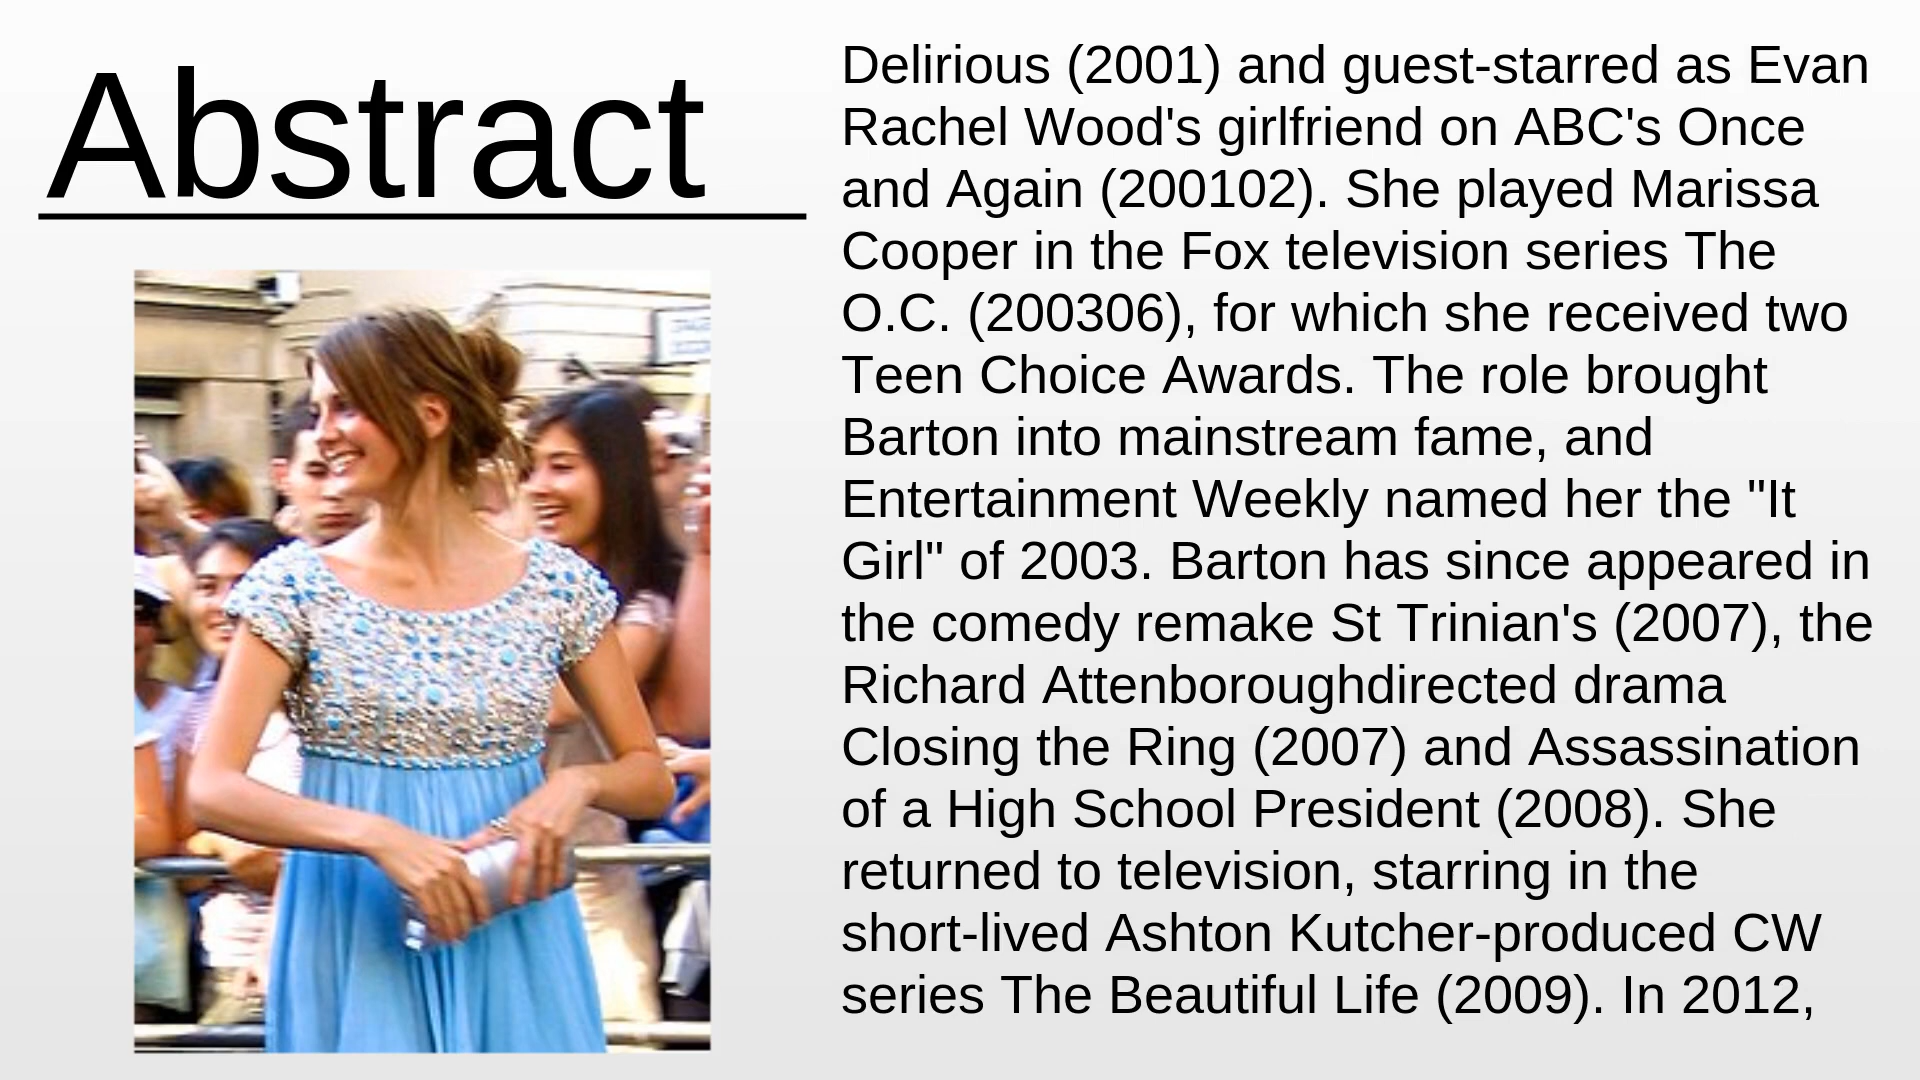 Abstract
Delirious (2001) and guest-starred as Evan
Rachel Wood's girlfriend on ABC's Once
and Again (200102). She played Marissa
Cooper in the Fox television series The
O.C. (200306), for which she received two
Teen Choice Awards. The role brought
Barton into mainstream fame, and
Entertainment Weekly named her the "It
Girl" of 2003. Barton has since appeared in
the comedy remake St Trinian's (2007), the
Richard Attenboroughdirected drama
Closing the Ring (2007) and Assassination
of a High School President (2008). She
returned to television, starring in the
short-lived Ashton Kutcher-produced CW
series The Beautiful Life (2009). In 2012,